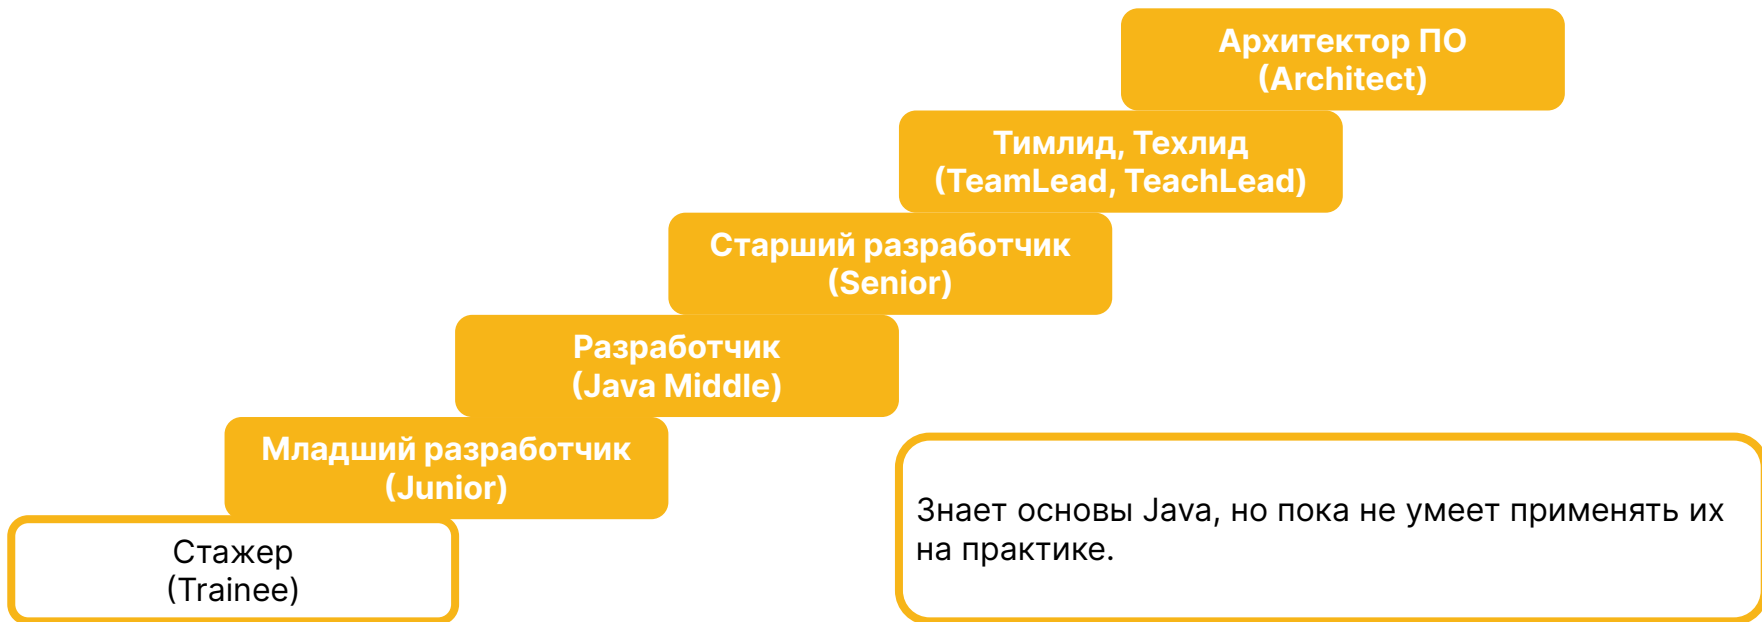 Архитектор ПО
(Architect)
Тимлид, Техлид
(TeamLead, TeachLead)
Старший разработчик
(Senior)
Разработчик
(Java Middle)
Младший разработчик
(Junior)
Стажер
(Trainee)
Знает основы Java, но пока не умеет применять их
на практике.